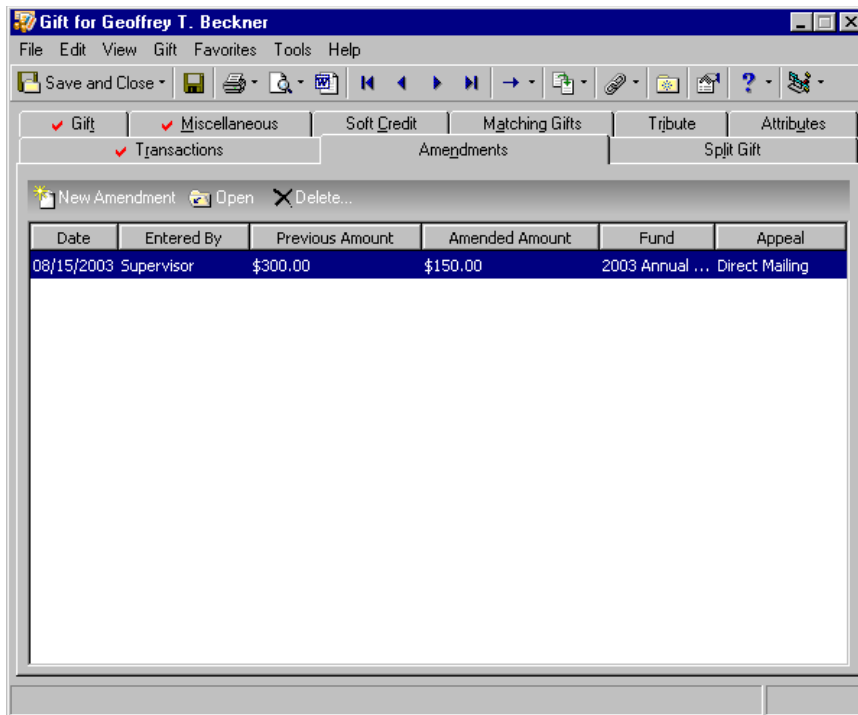 Gift for Geoffrey T. Beckner
File Edit View Gift Favorites Tools Help
Save and Close
Gift Miscellaneous Soft Credit Matching Gifts Tribute Attributes
Transactions Amendments Split Gift
New Amendment Open Delete...
Date Entered By Previous Amount Amended Amount Fund Appeal
08/15/2003 Supervisor $300.00 $150.00 2003 Annual ... Direct Mailing